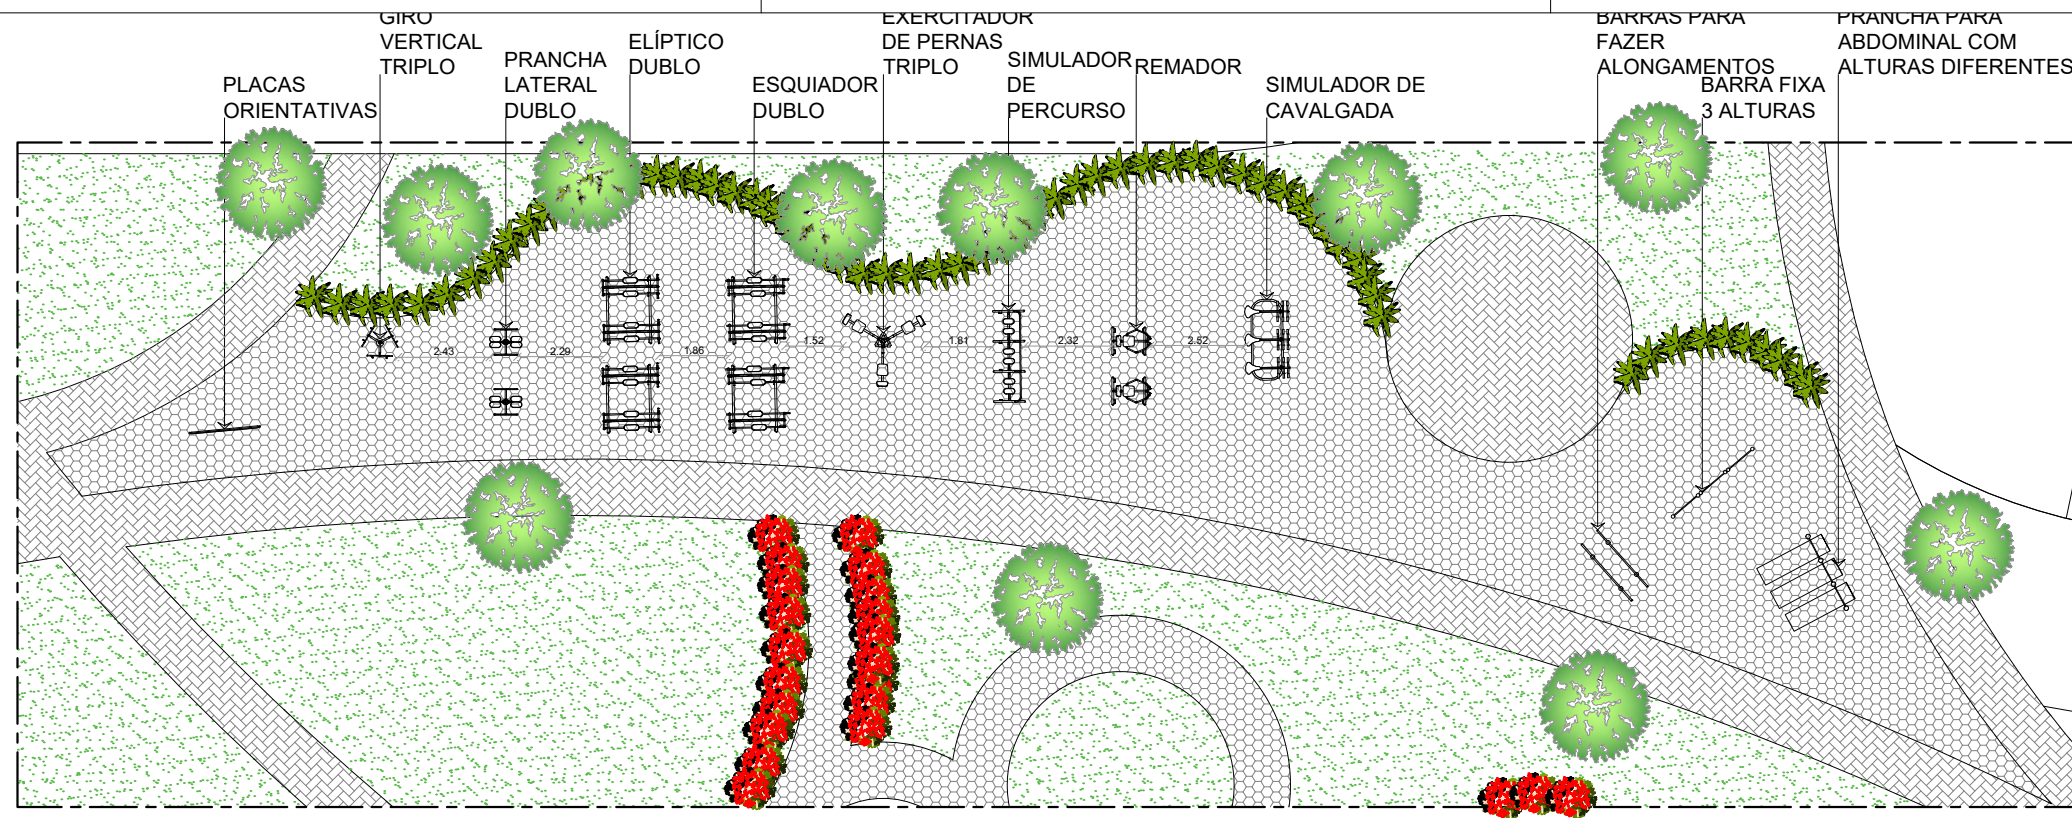 GIRO
VERTICAL
TRIPLO
PLACAS
ORIENTATIVAS
PRANCHA
LATERAL
DUBLO
ELÍPTICO
DUBLO
ESQUIADOR
DUBLO
EXERCITADOR
DE PERNAS
TRIPLO
SIMULADOR
DE
PERCURSO
REMADOR
SIMULADOR DE
CAVALGADA
BARRAS PARA
FAZER
ALONGAMENTOS
BARRA FIXA
3 ALTURAS
PRANCHA PARA
ABDOMINAL COM
ALTURAS DIFERENTES
2.43
2.29
1.86
1.52
1.81
2.32
2.52